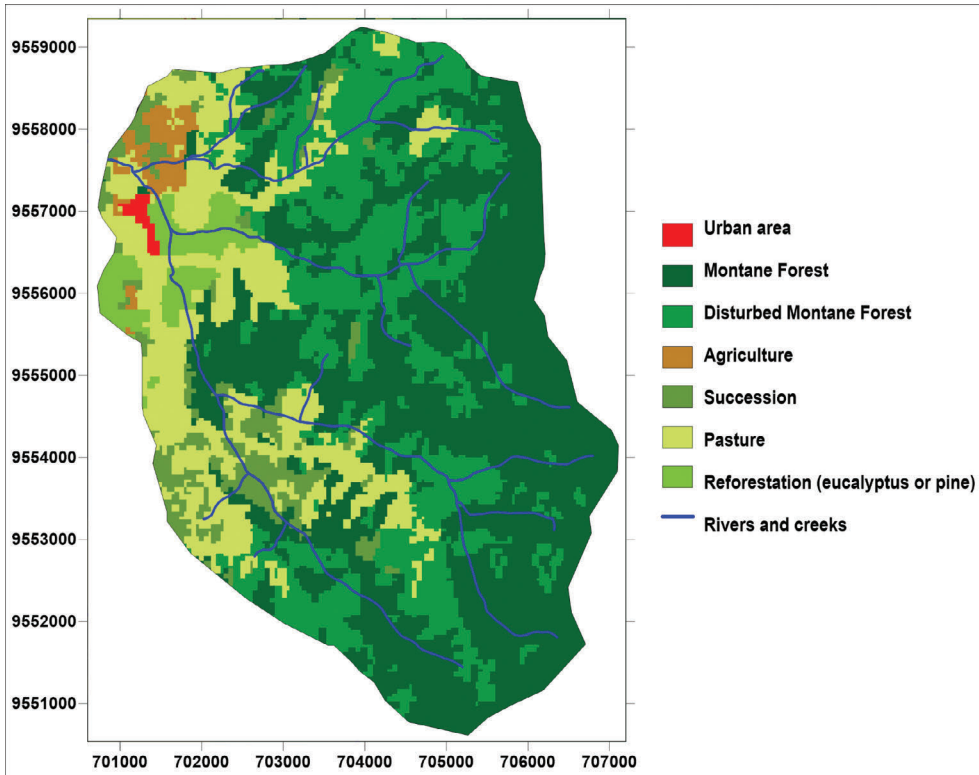 9559000
9558000
9557000
9556000
9555000
9554000
9553000
9552000
9551000
701000 702000 703000 704000 705000 706000 707000
Urban area
Montane Forest
Disturbed Montane Forest
Agriculture
Succession
Pasture
Reforestation (eucalyptus or pine)
Rivers and creeks